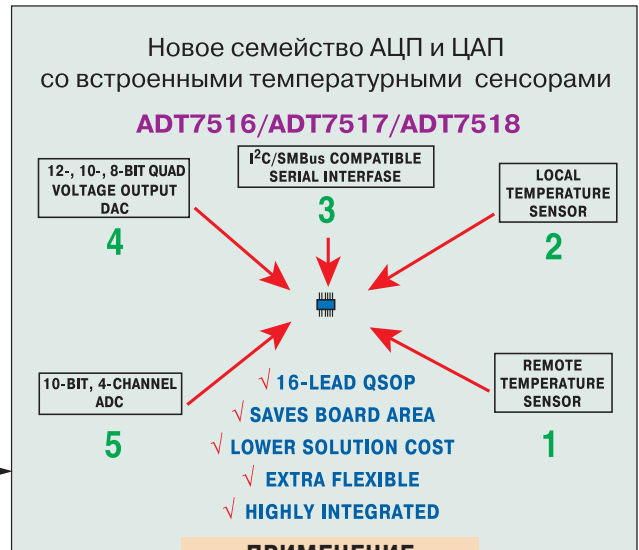 Новое семейство АЦП и ЦАП
со встроенными температурными сенсорами
ADT7516/ADT7517/ADT7518
12-, 10-, 8-BIT QUAD
VOLTAGE OUTPUT
DAC
4
I²C/SMBus COMPATIBLE
SERIAL INTERFASE
3
LOCAL
TEMPERATURE
SENSOR
2
10-BIT, 4-CHANNEL
ADC
5
√ 16-LEAD QSOP
√ SAVES BOARD AREA
√ LOWER SOLUTION COST
√ EXTRA FLEXIBLE
√ HIGHLY INTEGRATED
REMOTE
TEMPERATURE
SENSOR
1
ПРИМЕНЕНИЕ